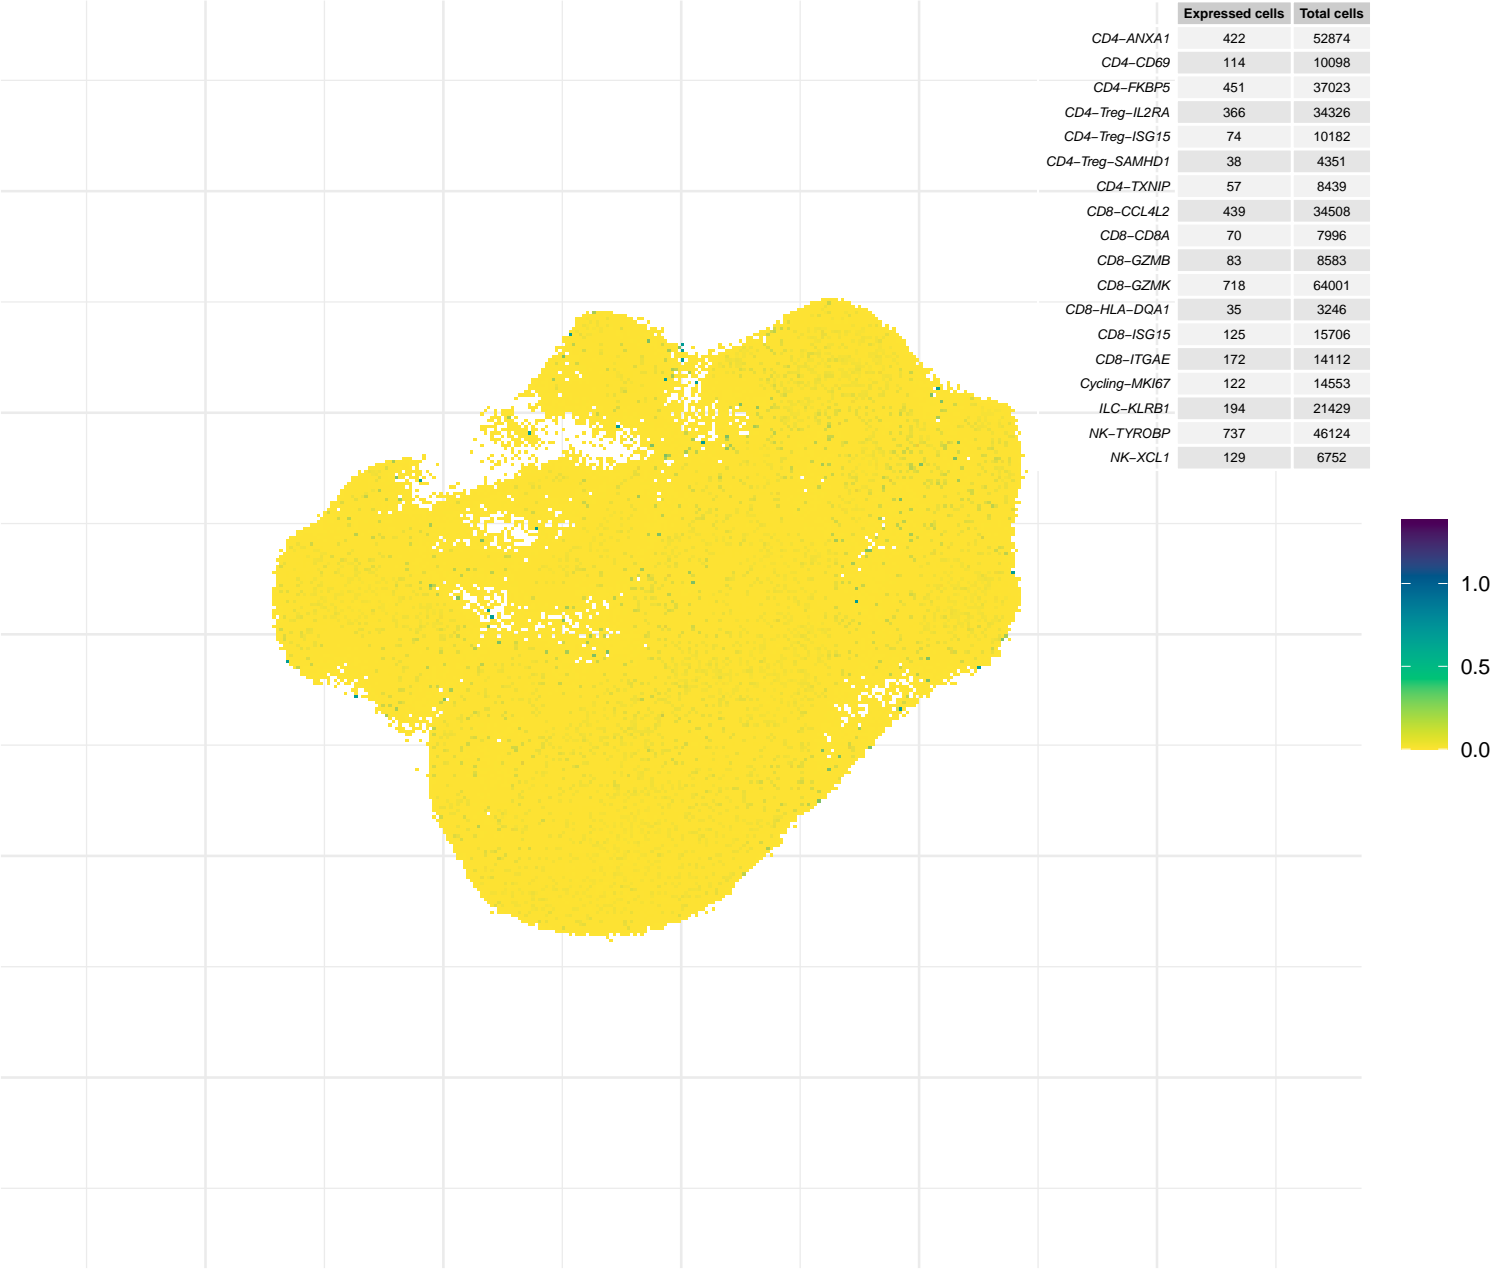 Expressed cells Total cells
CD4−ANXA1 422 52874
CD4−CD69 114 10098
CD4−FKBP5 451 37023
CD4−Treg−IL2RA 366 34326
CD4−Treg−ISG15 74 10182
CD4−Treg−SAMHD1 38 4351
CD4−TXNIP 57 8439
CD8−CCL4L2 439 34508
CD8−CD8A 70 7996
CD8−GZMB 83 8583
CD8−GZMK 718 64001
CD8−HLA−DQA1 35 3246
CD8−ISG15 125 15706
CD8−ITGAE 172 14112
Cycling−MKI67 122 14553
ILC−KLRB1 194 21429
NK−TYROBP 737 46124
NK−XCL1 129 6752
1.0
0.5
0.0